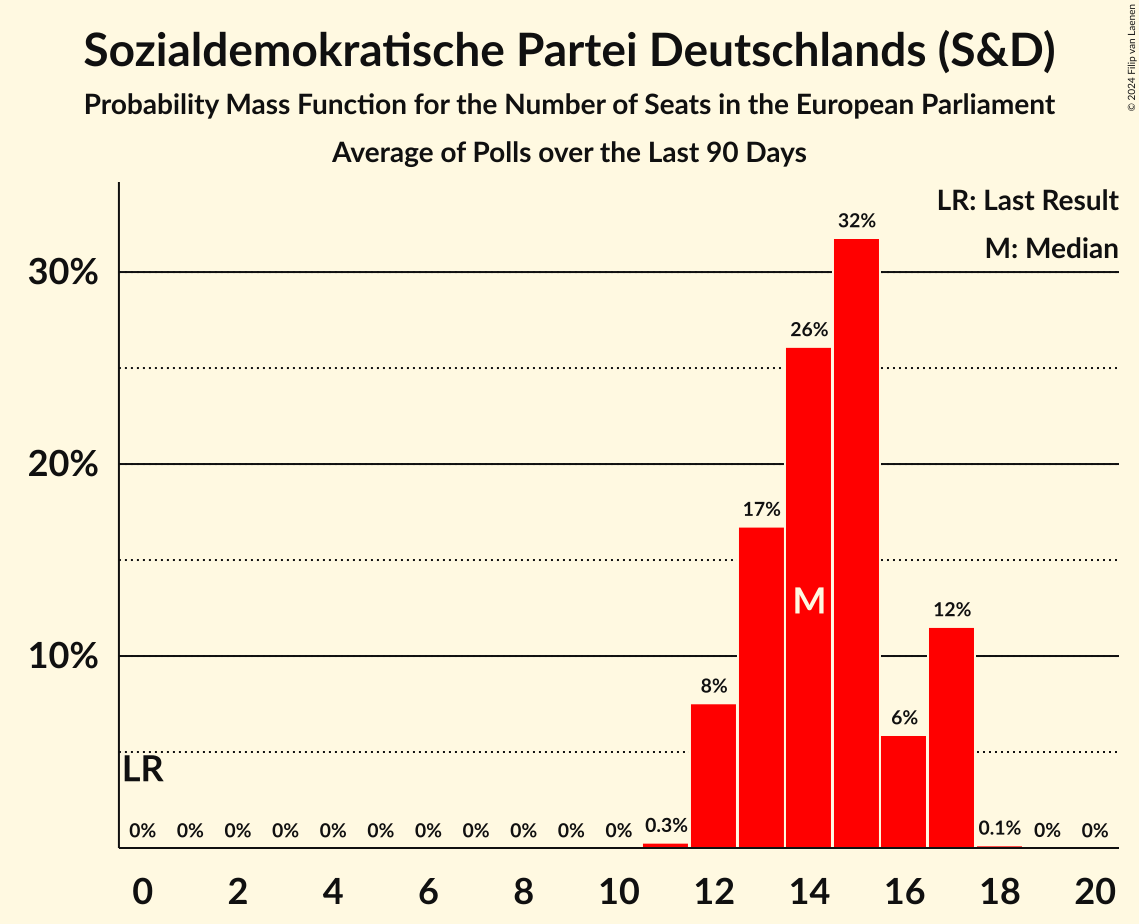 Sozialdemokratische Partei Deutschlands (S&D)
Probability Mass Function for the Number of Seats in the European Parliament
Average of Polls over the Last 90 Days
© 2024 Filip van Laenen
LR: Last Result
M: Median
32%
30%
26%
20%
17%
M
12%
10%
8%
6%
LR
0% 0% 0% 0% 0% 0% 0% 0% 0% 0% 0% 0.3% 0.1% 0% 0%
0 2 4 6 8 10 12 14 16 18 20